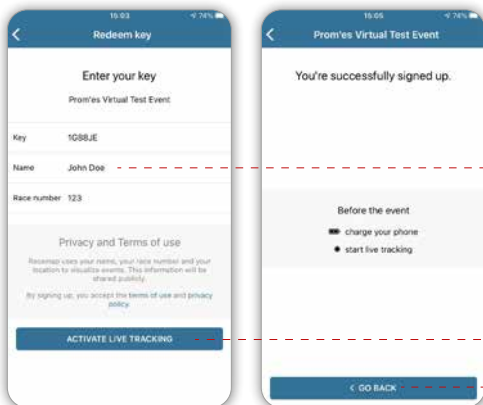 15:03
74%
Redeem key
Enter your key
Prom'es Virtual Test Event
Key 1G88JE
Name John Doe
Race number 123
Privacy and Terms of use
Racemap uses your name, your race number and your
location to visualize events. This information will be
shared publicly.
By signing up, you accept the terms of use and privacy
policy.
ACTIVATE LIVE TRACKING
15:05
74%
Prom'es Virtual Test Event
You're successfully signed up.
Before the event
charge your phone
start live tracking
< GO BACK